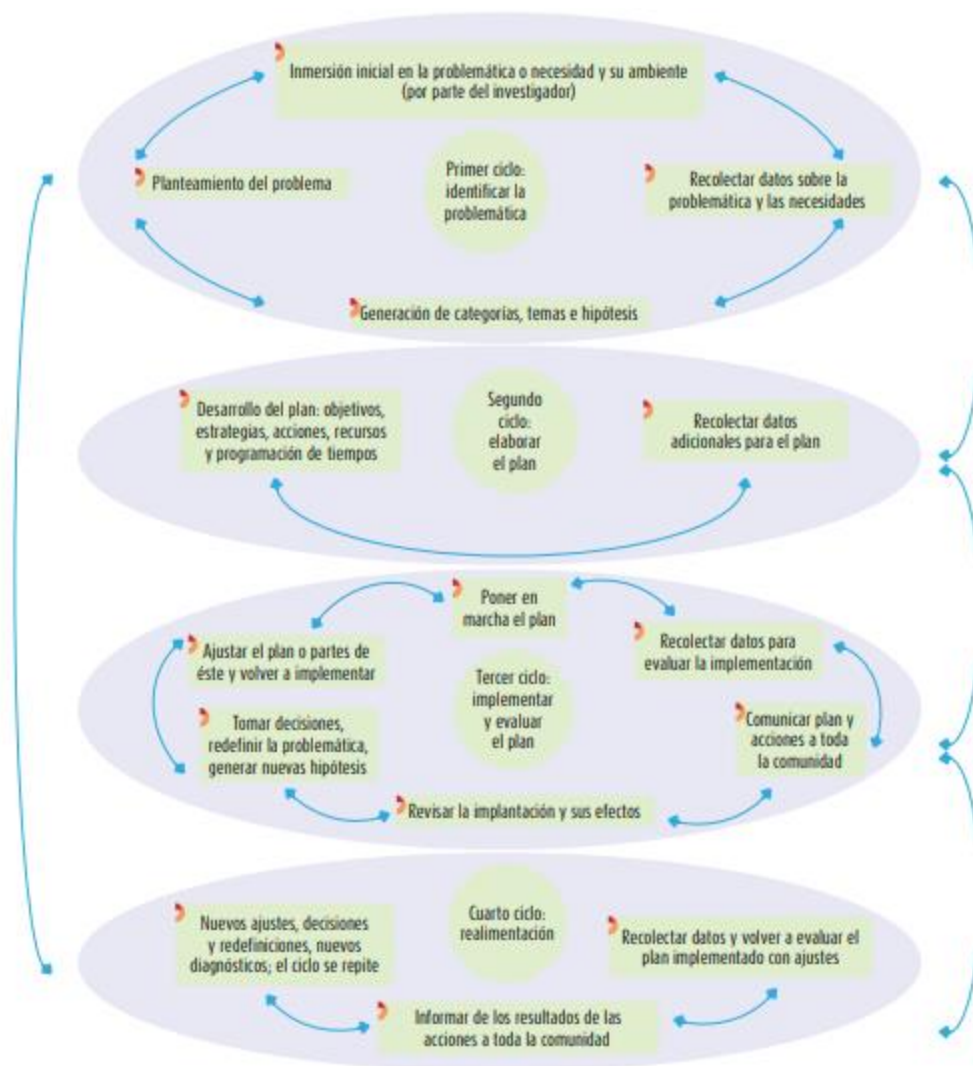 Inmersión inicial en la problemática o necesidad y su ambiente
(por parte del investigador)
Planteamiento del problema
Primer ciclo:
identificar la
problemática
Recolectar datos sobre la
problemática y las necesidades
Generación de categorías, temas e hipótesis
Desarrollo del plan: objetivos,
estrategias, acciones, recursos
y programación de tiempos
Segundo
ciclo:
elaborar
el plan
Recolectar datos
adicionales para el plan
Poner en
marcha el plan
Ajustar el plan o partes de
éste y volver a implementar
Recolectar datos para
evaluar la implementación
Tercer ciclo:
implementar
y evaluar
el plan
Tomar decisiones,
redefinir la problemática,
generar nuevas hipótesis
Comunicar plan y
acciones a toda
la comunidad
Revisar la implantación y sus efectos
Cuarto ciclo:
realimentación
Nuevos ajustes, decisiones
y redefiniciones, nuevos
diagnósticos; el ciclo se repite
Recolectar datos y volver a evaluar el
plan implementado con ajustes
Informar de los resultados de las
acciones a toda la comunidad